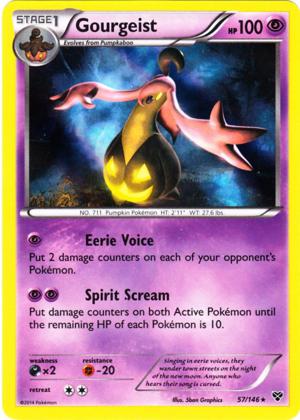 STAGE1
Gourgeist
HP100
Evolves from Pumpkaboo
NO. 711 Pumpkin Pokémon HT: 2'11" WT: 27.6 lbs.
Eerie Voice
Put 2 damage counters on each of your opponent's
Pokémon.
Spirit Scream
Put damage counters on both Active Pokémon until
the remaining HP of each Pokémon is 10.
weakness
×2
resistance
-20
retreat
Singing in eerie voices, they
wander town streets on the night
of the new moon. Anyone who
hears their song is cursed.
©2014 Pokémon
Illus. 5ban Graphics
57/146
XY